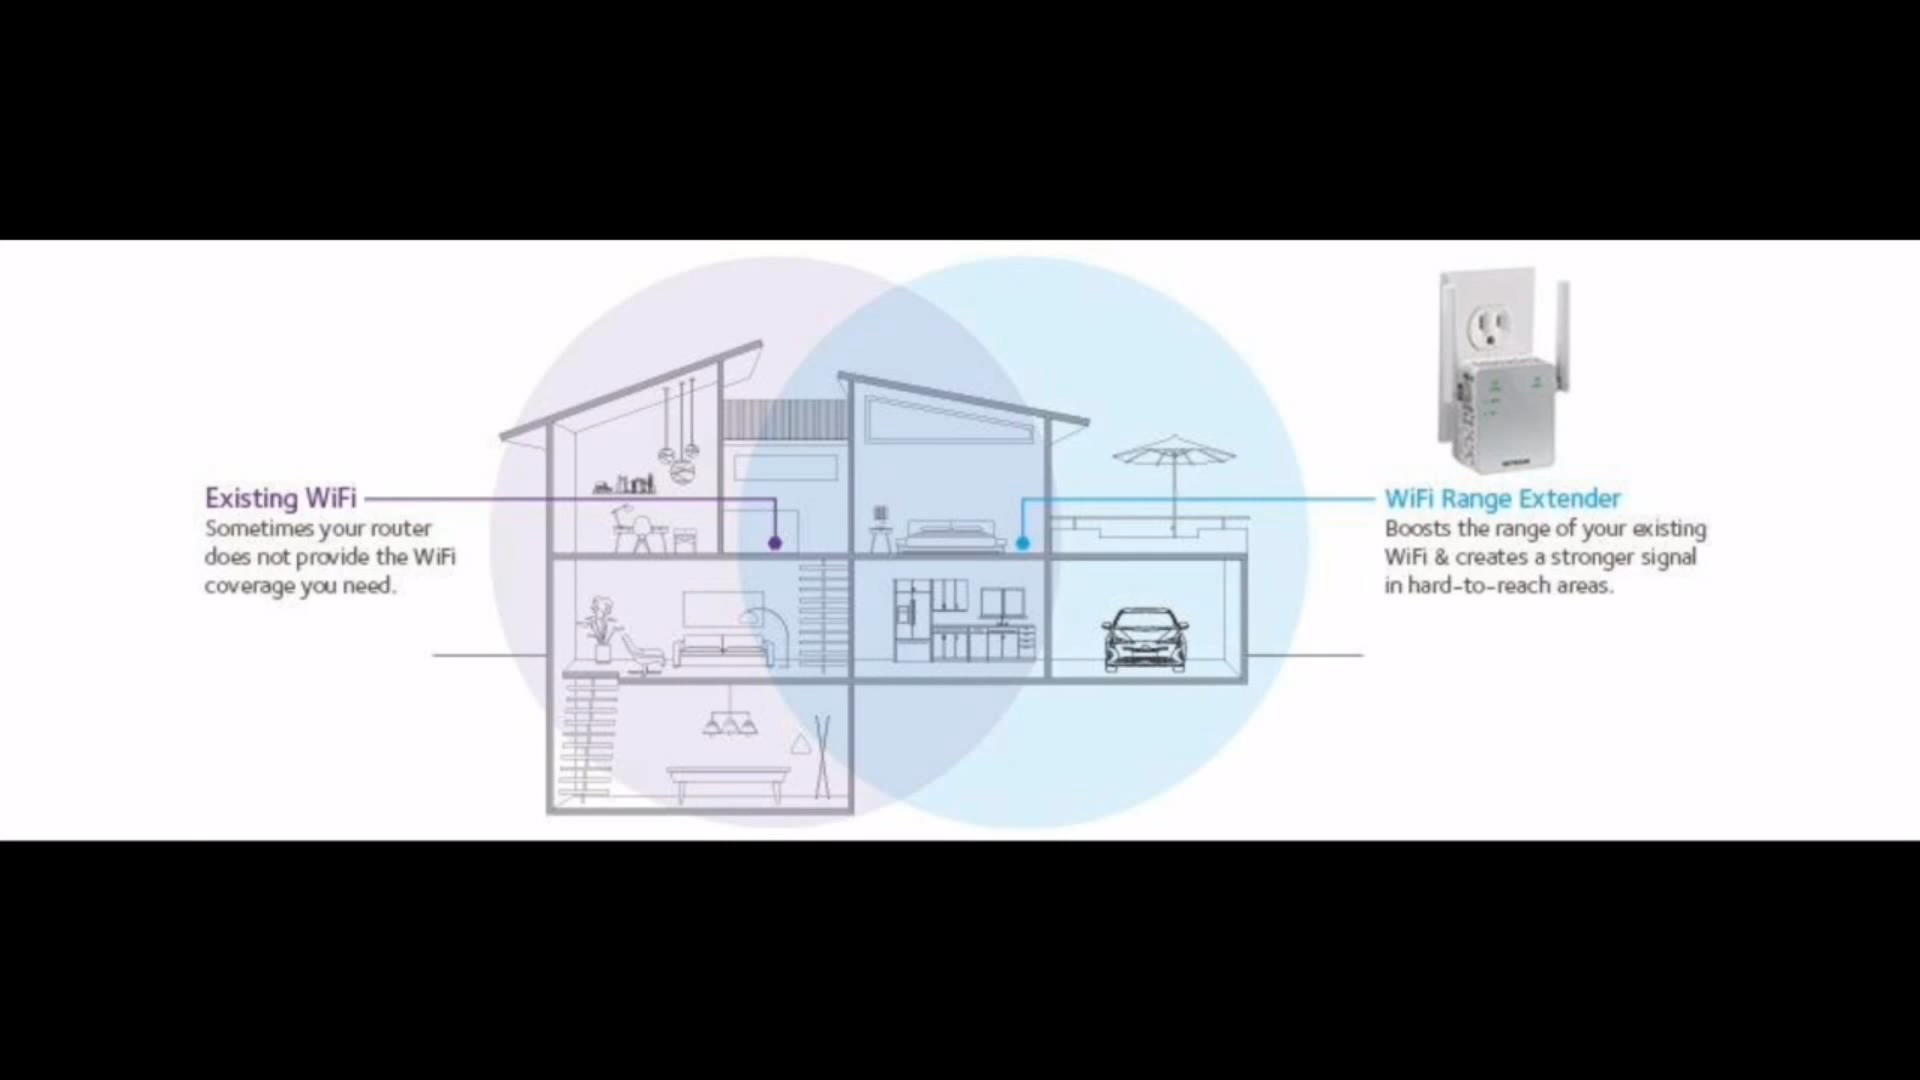 Existing WiFi
Sometimes your router
does not provide the WiFi
coverage you need.
WiFi Range Extender
Boosts the range of your existing
WiFi & creates a stronger signal
in hard-to-reach areas.